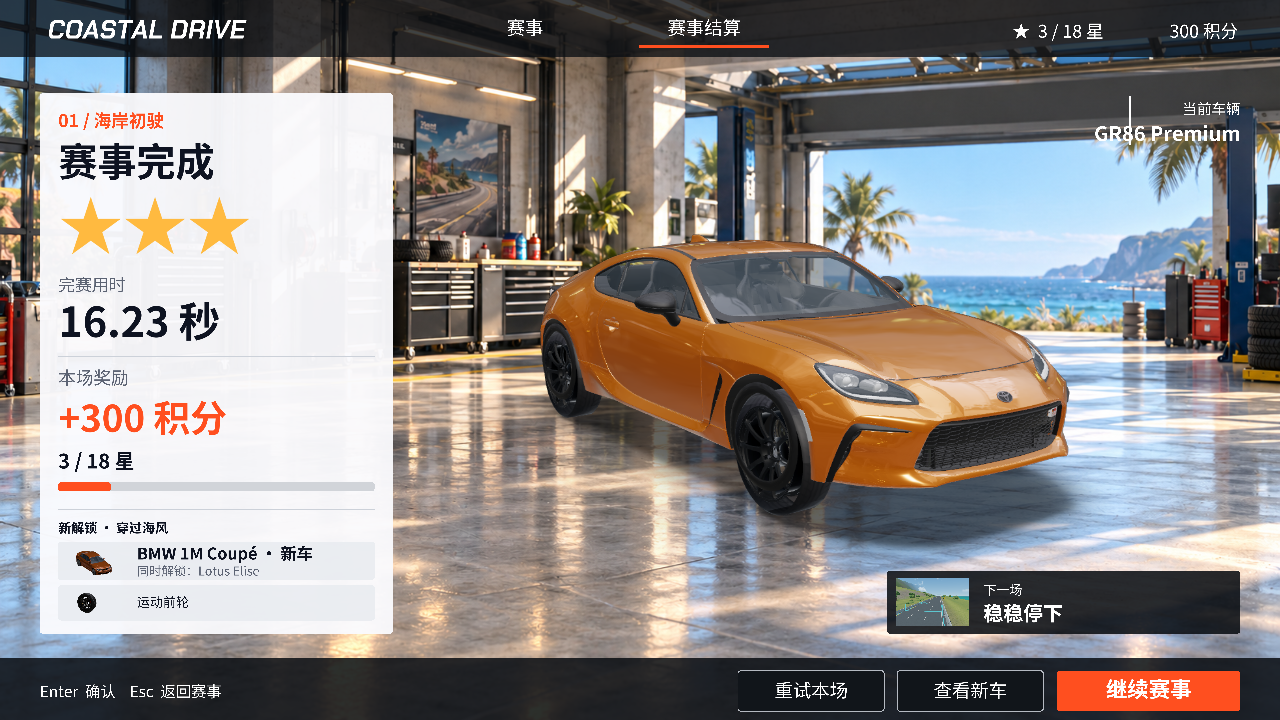 COASTAL DRIVE
赛事
赛事结算
★ 3 / 18 星
300 积分
01 / 海岸初驶
赛事完成
完赛用时
16.23 秒
本场奖励
+300 积分
3 / 18 星
新解锁 · 穿过海风
BMW 1M Coupé · 新车
同时解锁: Lotus Elise
运动前轮
当前车辆
GR86 Premium
下一场
稳稳停下
Enter 确认 Esc 返回赛事
重试本场
查看新车
继续赛事